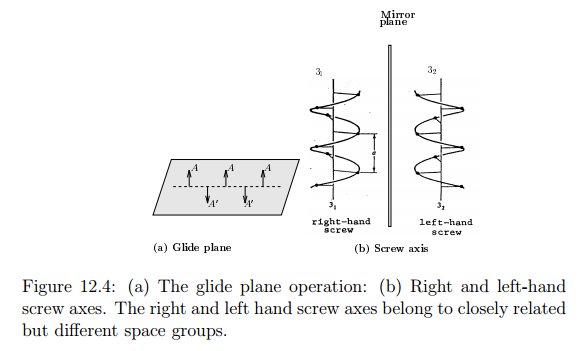 Mirror
plane
3₁
3₂
A
A
A
A'
A'
a
3₁
3₂
right-hand
screw
left-hand
screw
(a) Glide plane
(b) Screw axis
Figure 12.4: (a) The glide plane operation: (b) Right and left-hand
screw axes. The right and left hand screw axes belong to closely related
but different space groups.